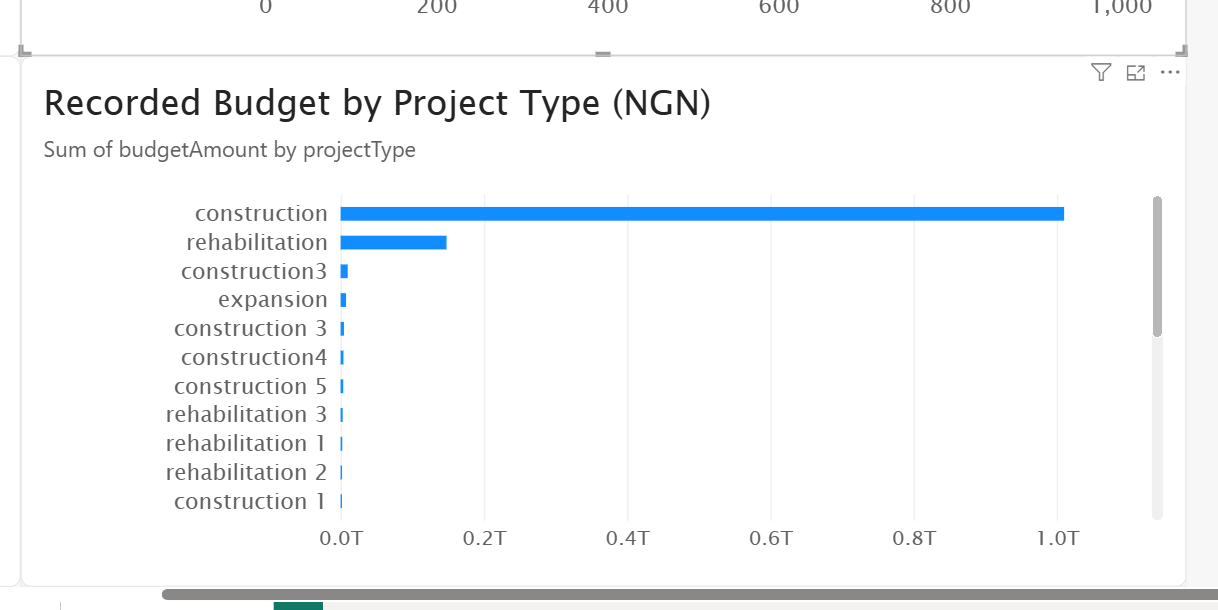 0 200 400 600 800 1,000
Recorded Budget by Project Type (NGN)
Sum of budgetAmount by projectType
construction
rehabilitation
construction3
expansion
construction 3
construction4
construction 5
rehabilitation 3
rehabilitation 1
rehabilitation 2
construction 1
0.0T 0.2T 0.4T 0.6T 0.8T 1.0T